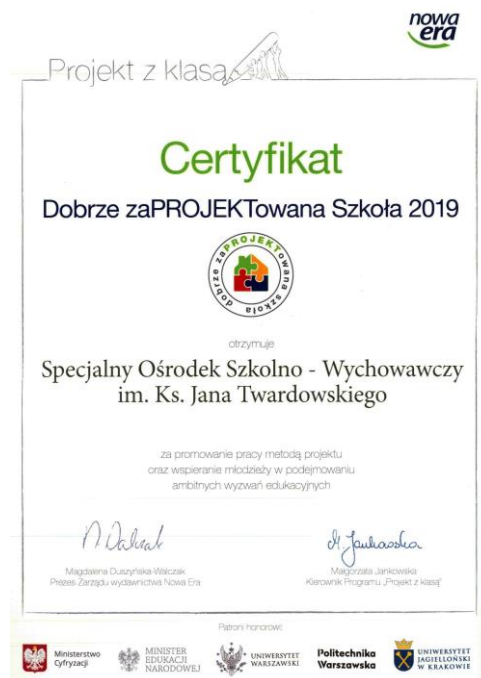 nowa
era
Projekt z klasą
Certyfikat
Dobrze zaPROJEKTowana Szkoła 2019
dobrze zaPROJEKTowana szkoła
otrzymuje
Specjalny Ośrodek Szkolno - Wychowawczy
im. Ks. Jana Twardowskiego
za promowanie pracy metodą projektu
oraz wspieranie młodzieży w podejmowaniu
ambitnych wyzwań edukacyjnych
M. Jankowska
Magdalena Duszyńska-Walczak
Prezes Zarządu wydawnictwa Nowa Era
Małgorzata Jankowska
Kierownik Programu „Projekt z klasą"
Patroni honorowi:
Ministerstwo
Cyfryzacji
MINISTER
EDUKACJI
NARODOWEJ
UNIWERSYTET
WARSZAWSKI
Politechnika
Warszawska
UNIWERSYTET
JAGIELLOŃSKI
W KRAKOWIE